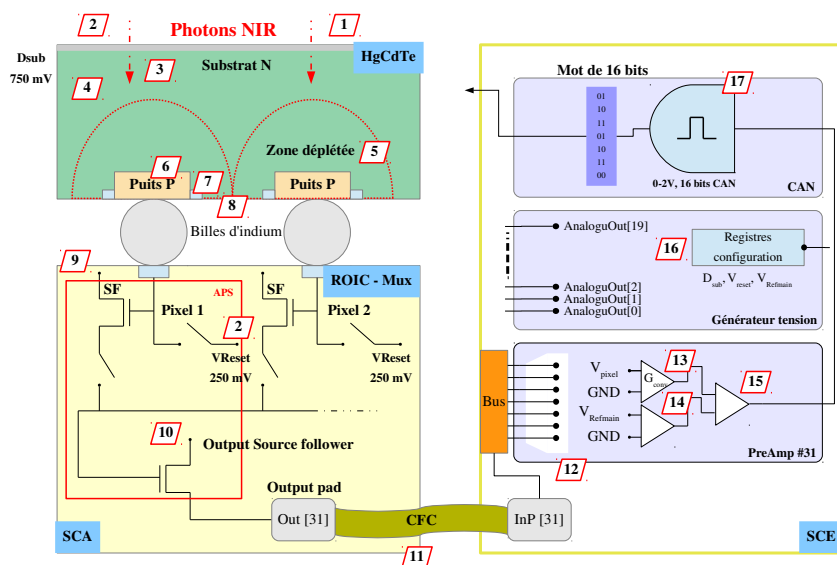 Photons NIR
2
1
Dsub
750 mV
HgCdTe
Substrat N
3
4
Zone déplétée
5
6
Puits P
7
Puits P
8
Billes d'indium
9
ROIC - Mux
APS
SF
SF
Pixel 1
2
Pixel 2
VReset
250 mV
VReset
250 mV
10
Output Source follower
Output pad
Out [31]
CFC
InP [31]
SCA
11
SCE
Mot de 16 bits
17
01
10
11
01
10
11
00
0-2V, 16 bits CAN
CAN
AnaloguOut[19]
16
Registres
configuration
AnaloguOut[2]
AnaloguOut[1]
AnaloguOut[0]
Dsub, Vreset, VRefmain
Générateur tension
Bus
Vpixel
GND
VRefmain
GND
Gconv
13
14
15
PreAmp #31
12